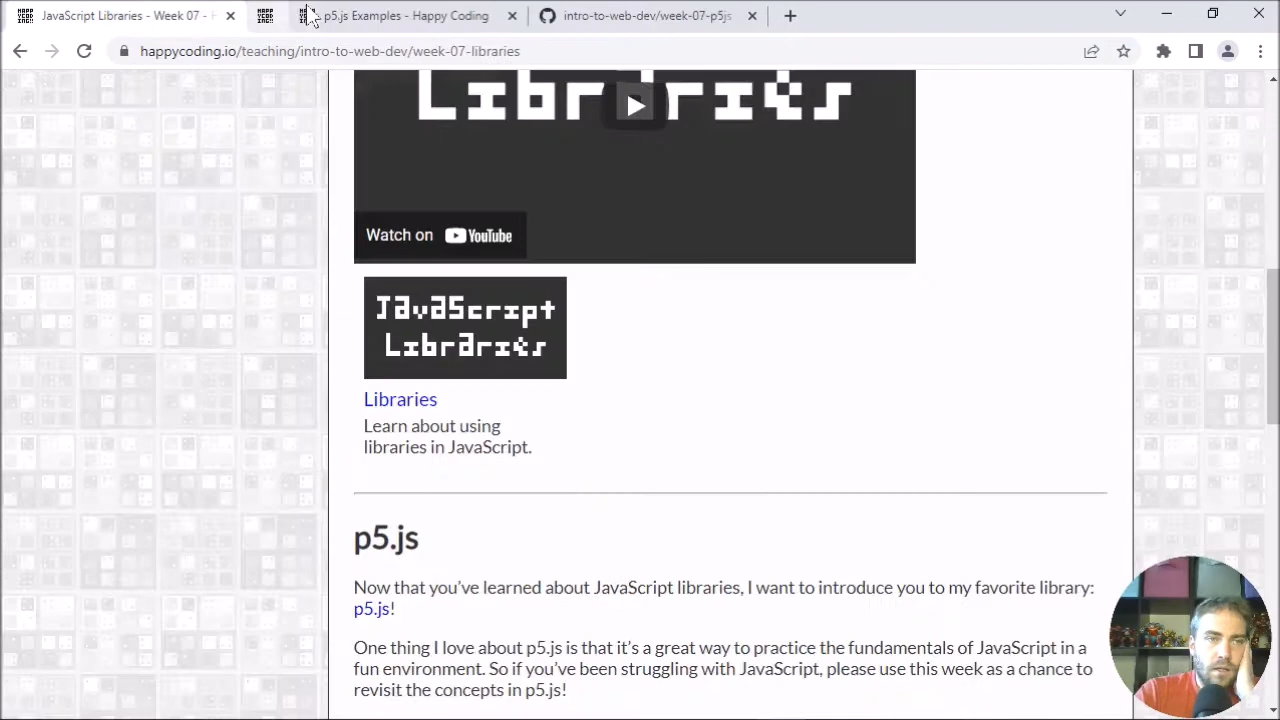 JavaScript Libraries - Week 07 - H
p5.js Examples - Happy Coding
intro-to-web-dev/week-07-p5js
happycoding.io/teaching/intro-to-web-dev/week-07-libraries
Libraries
Watch on YouTube
JavaScript
Libraries
Libraries
Learn about using
libraries in JavaScript.
p5.js
Now that you've learned about JavaScript libraries, I want to introduce you to my favorite library:
p5.js!
One thing I love about p5.js is that it's a great way to practice the fundamentals of JavaScript in a
fun environment. So if you've been struggling with JavaScript, please use this week as a chance to
revisit the concepts in p5.js!